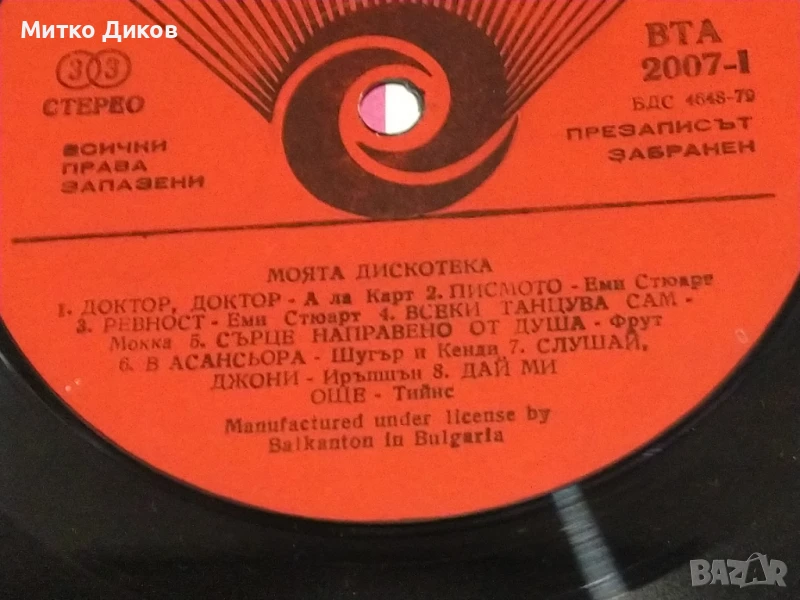 Митко Диков
33
СТЕРЕО
ВСИЧКИ
ПРАВА
ЗАПАЗЕНИ
ВТА
2007-I
БДС 4648-79
ПРЕЗАПИСЪТ
ЗАБРАНЕН
МОЯТА ДИСКОТЕКА
1. ДОКТОР, ДОКТОР - А ла Карт 2. ПИСМОТО - Еми Стюарт
3. РЕВНОСТ - Еми Стюарт 4. ВСЕКИ ТАНЦУВА САМ -
Мокка 5. СЪРЦЕ НАПРАВЕНО ОТ ДУША - Фрут
6. В АСАНСЬОРА - Шугър и Кенди 7. СЛУШАЙ,
ДЖОНИ - Иръпшън 8. ДАЙ МИ
ОЩЕ - Тийнс
Manufactured under license by
Balkanton in Bulgaria
BAZAR